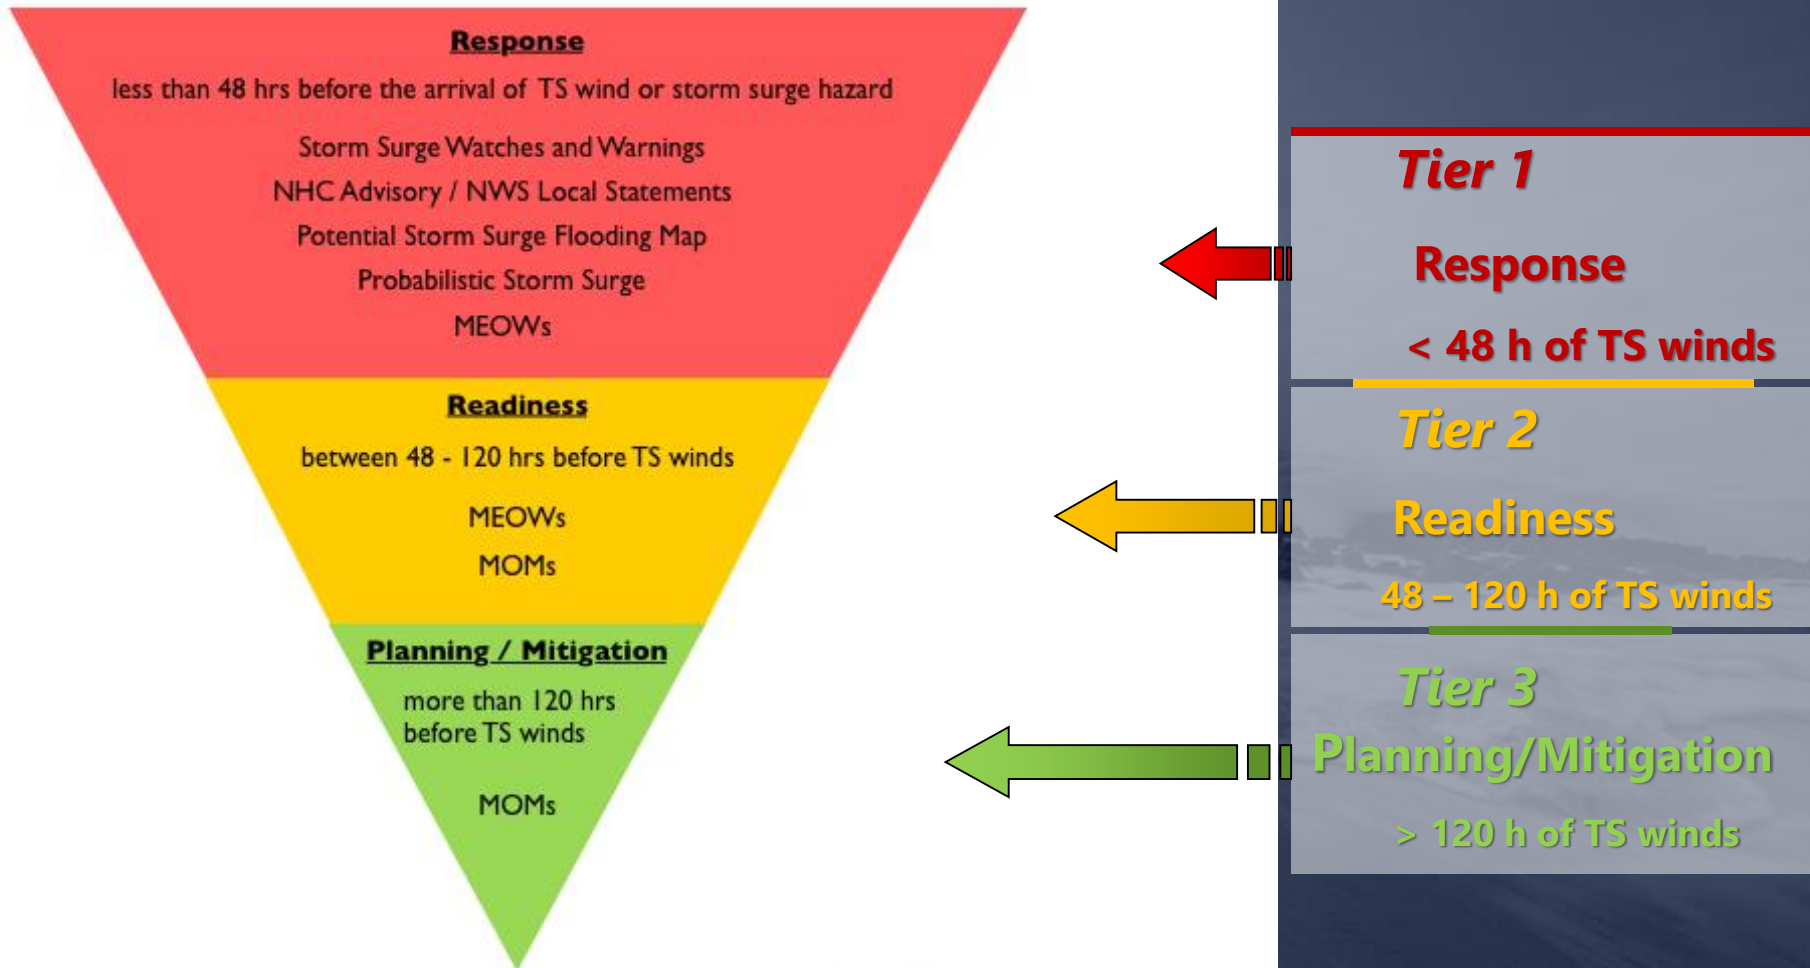 Response
less than 48 hrs before the arrival of TS wind or storm surge hazard
Storm Surge Watches and Warnings
NHC Advisory / NWS Local Statements
Potential Storm Surge Flooding Map
Probabilistic Storm Surge
MEOWs
Readiness
between 48 - 120 hrs before TS winds
MEOWs
MOMs
Planning / Mitigation
more than 120 hrs
before TS winds
MOMs
Tier 1
Response
< 48 h of TS winds
Tier 2
Readiness
48 – 120 h of TS winds
Tier 3
Planning/Mitigation
> 120 h of TS winds